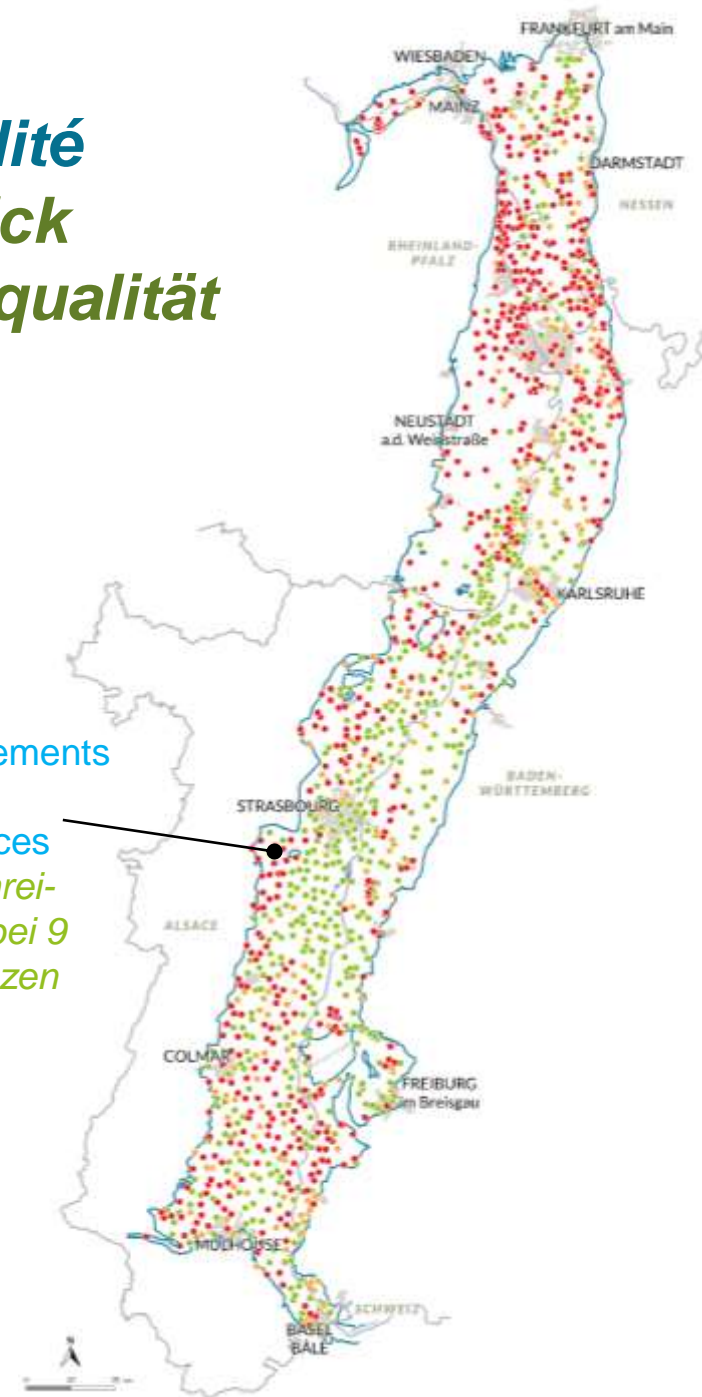 lité
ick
qualität
FRANKFURT am Main
WIESBADEN
MAINZ
DARMSTADT
HESSEN
RHEINLAND-
PFALZ
NEUSTADT
a.d. Weinstraße
KARLSRUHE
ements
BADEN-
WÜRTTEMBERG
STRASBOURG
ces
hrei-
bei 9
zen
ALSACE
COLMAR
FREIBURG
im Breisgau
MULHOUSE
SCHWEIZ
BASEL
BÂLE
N